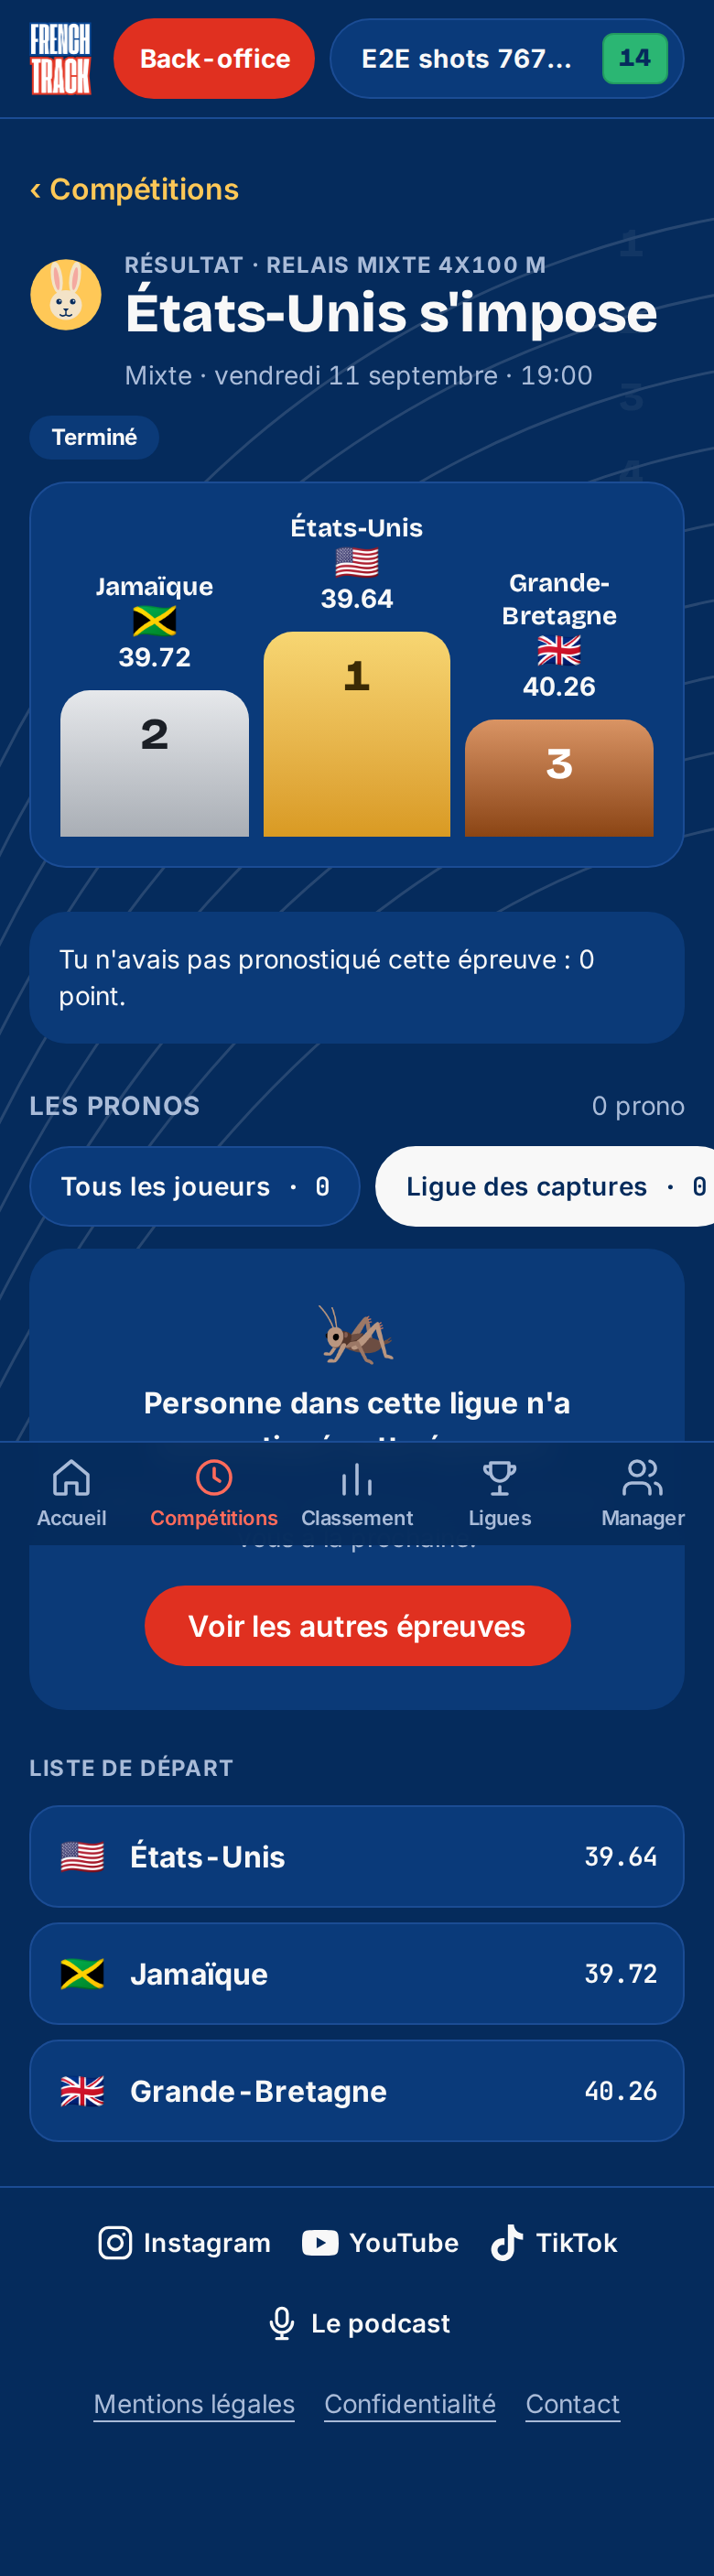 FRENCH
TRACK
Back-office
E2E shots 767...
14
‹ Compétitions
1
RÉSULTAT · RELAIS MIXTE 4X100 M
États-Unis s'impose
Mixte · vendredi 11 septembre · 19:00
3
Terminé
4
États-Unis
39.64
Jamaïque
39.72
Grande-
Bretagne
40.26
1
2
3
Tu n'avais pas pronostiqué cette épreuve : 0
point.
LES PRONOS
0 prono
Tous les joueurs · 0
Ligue des captures · 0
Personne dans cette ligue n'a
Accueil
Compétitions
Classement
Ligues
Manager
Voir les autres épreuves
LISTE DE DÉPART
États-Unis
39.64
Jamaïque
39.72
Grande-Bretagne
40.26
Instagram
YouTube
TikTok
Le podcast
Mentions légales
Confidentialité
Contact